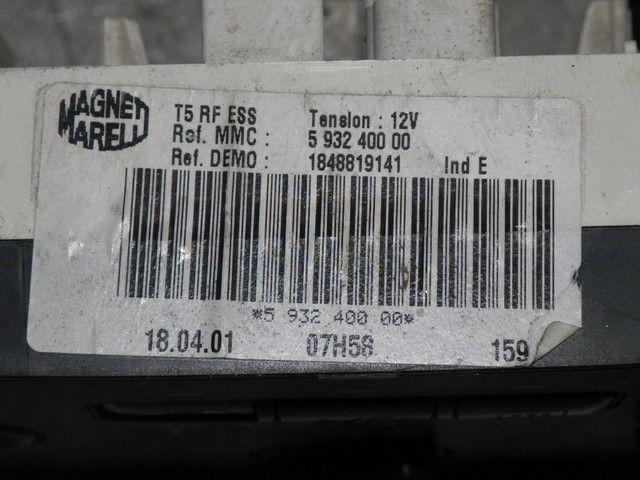 MAGNETI MARELLI
T5 RF ESS Tension : 12V
Ref. MMC : 5 932 400 00
Ref. DEMO : 1848819141 Ind E
*5 932 400 00*
18.04.01 07H58 159